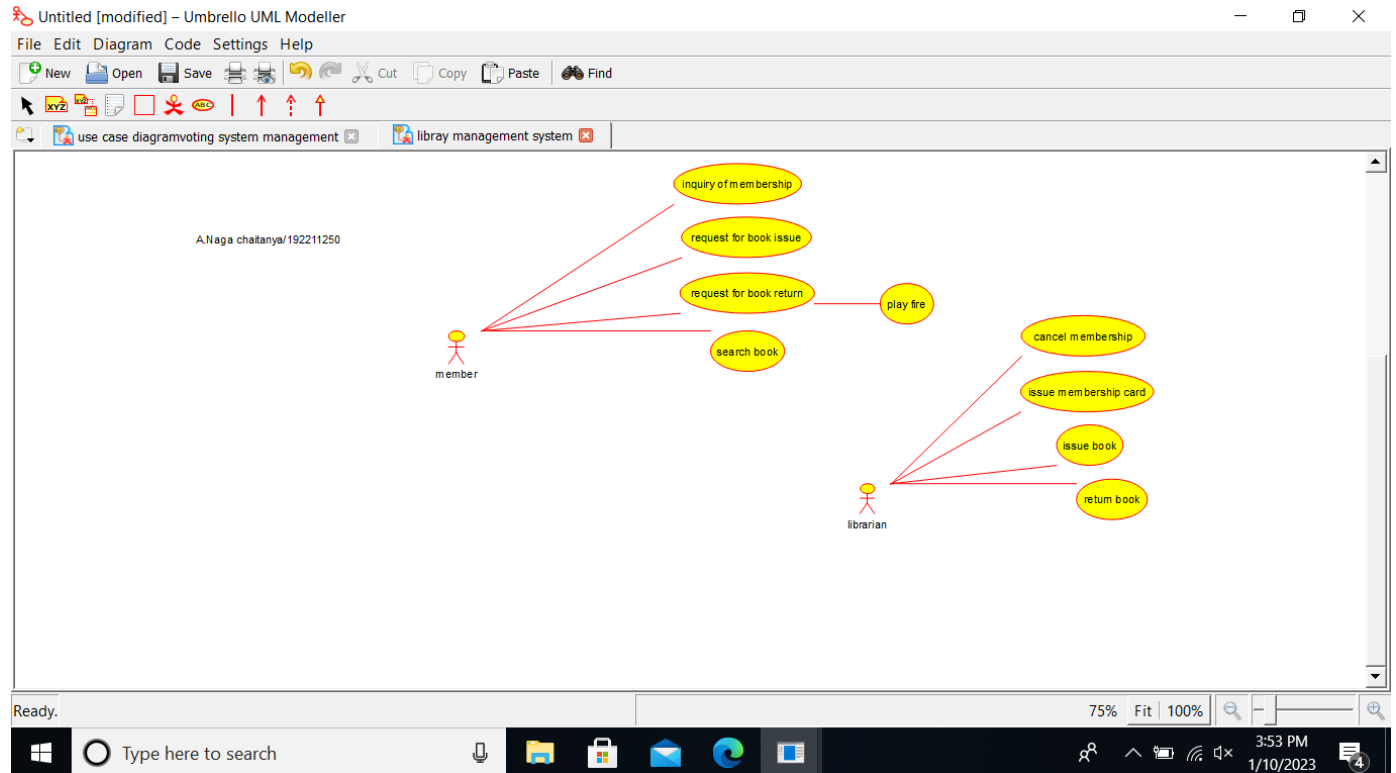 Untitled [modified] – Umbrello UML Modeller
File Edit Diagram Code Settings Help
New Open Save Cut Copy Paste Find
XYZ ABC
use case diagramvoting system management libray management system
inquiry of membership
A.Naga chaitanya/192211250
request for book issue
request for book return
play fire
search book
member
cancel membership
issue membership card
issue book
return book
librarian
Ready.
75% Fit 100%
Type here to search
3:53 PM
1/10/2023
4